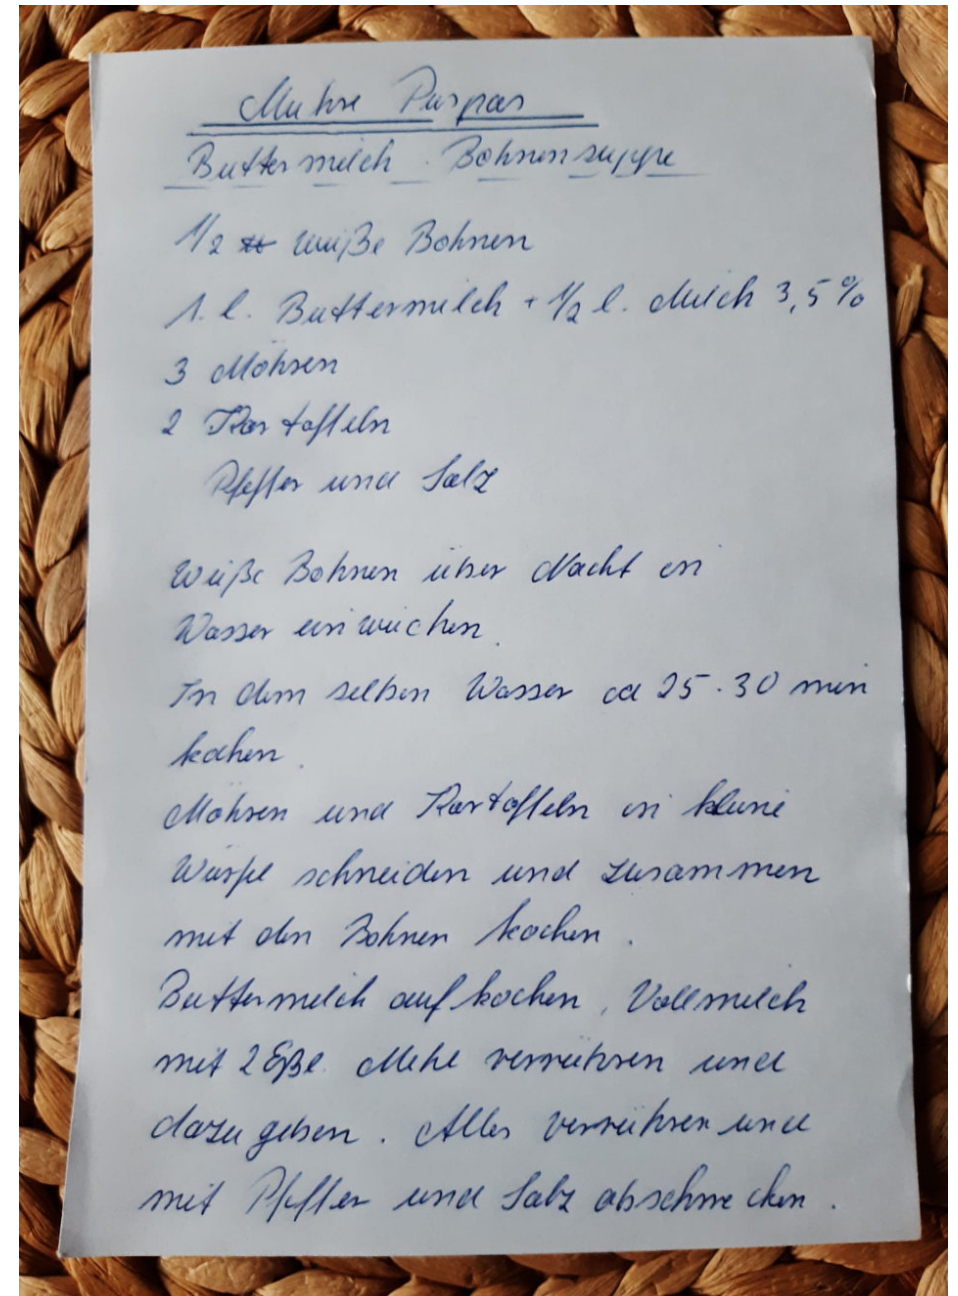 Muhre Puspas
Buttermilch - Bohnensuppe
1/2 ℔ weiße Bohnen
1. l. Buttermilch + 1/2 l. Milch 3,5%
3 Möhren
2 Kartoffeln
Pfeffer und Salz
Weiße Bohnen über Nacht in
Wasser einweichen.
In dem selben Wasser ca 25-30 min
kochen.
Möhren und Kartoffeln in kleine
Würfel schneiden und zusammen
mit den Bohnen kochen.
Buttermilch aufkochen, Vollmilch
mit 2 Eßl. Mehl verrühren und
dazu geben. Alles verrühren und
mit Pfeffer und Salz abschmecken.